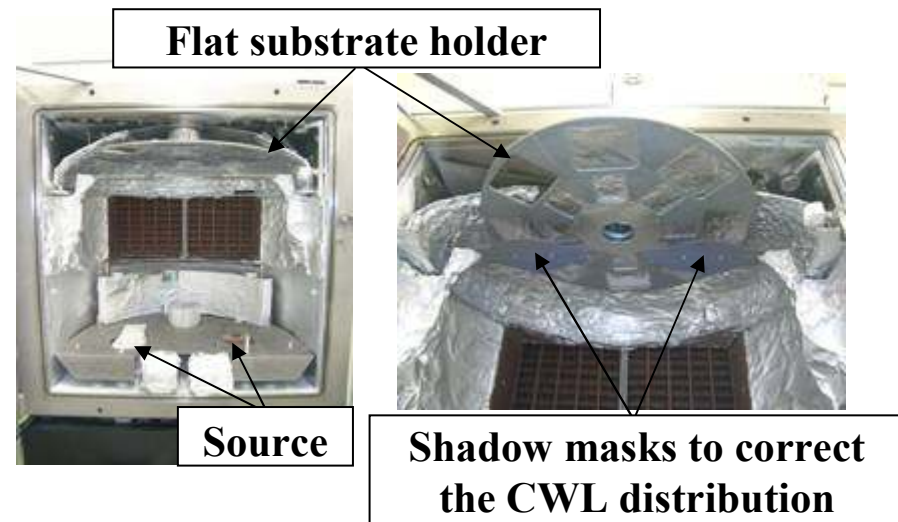 Flat substrate holder
Source
Shadow masks to correct
the CWL distribution